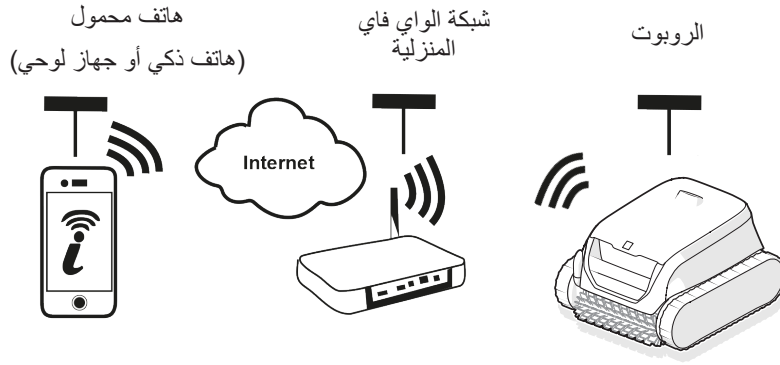 هاتف محمول
(هاتف ذكي أو جهاز لوحي)
شبكة الواي فاي
المنزلية
الروبوت
Internet